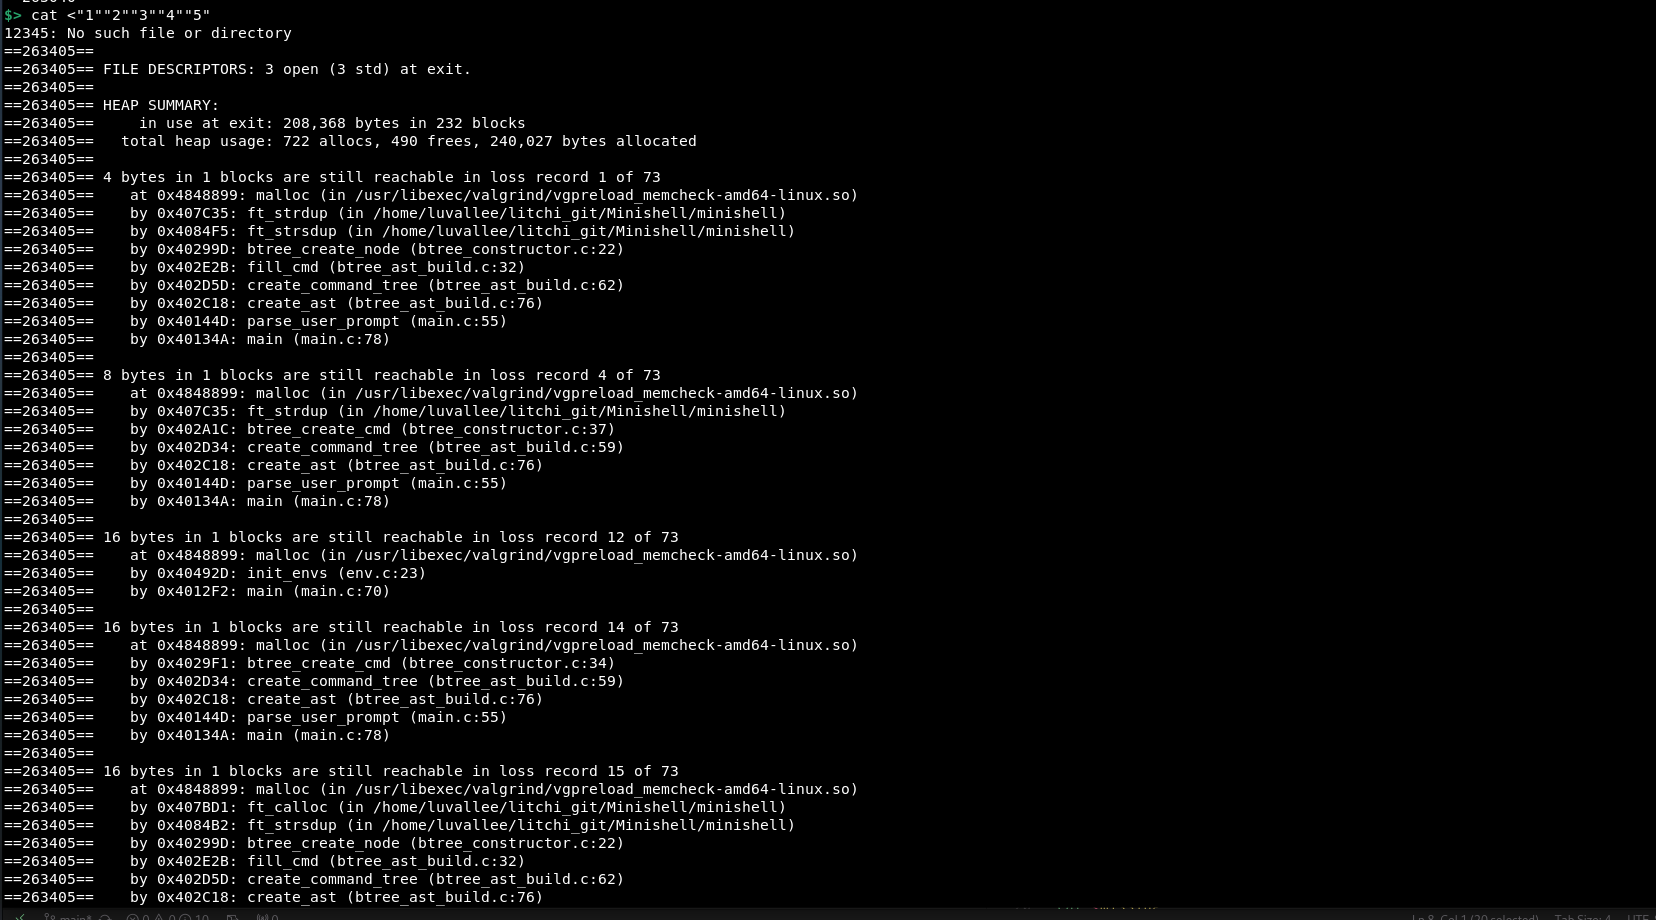 $> cat <"1""2""3""4""5"
12345: No such file or directory
==263405==
==263405== FILE DESCRIPTORS: 3 open (3 std) at exit.
==263405==
==263405== HEAP SUMMARY:
==263405==     in use at exit: 208,368 bytes in 232 blocks
==263405==   total heap usage: 722 allocs, 490 frees, 240,027 bytes allocated
==263405==
==263405== 4 bytes in 1 blocks are still reachable in loss record 1 of 73
==263405==    at 0x4848899: malloc (in /usr/libexec/valgrind/vgpreload_memcheck-amd64-linux.so)
==263405==    by 0x407C35: ft_strdup (in /home/luvallee/litchi_git/Minishell/minishell)
==263405==    by 0x4084F5: ft_strsdup (in /home/luvallee/litchi_git/Minishell/minishell)
==263405==    by 0x40299D: btree_create_node (btree_constructor.c:22)
==263405==    by 0x402E2B: fill_cmd (btree_ast_build.c:32)
==263405==    by 0x402D5D: create_command_tree (btree_ast_build.c:62)
==263405==    by 0x402C18: create_ast (btree_ast_build.c:76)
==263405==    by 0x40144D: parse_user_prompt (main.c:55)
==263405==    by 0x40134A: main (main.c:78)
==263405==
==263405== 8 bytes in 1 blocks are still reachable in loss record 4 of 73
==263405==    at 0x4848899: malloc (in /usr/libexec/valgrind/vgpreload_memcheck-amd64-linux.so)
==263405==    by 0x407C35: ft_strdup (in /home/luvallee/litchi_git/Minishell/minishell)
==263405==    by 0x402A1C: btree_create_cmd (btree_constructor.c:37)
==263405==    by 0x402D34: create_command_tree (btree_ast_build.c:59)
==263405==    by 0x402C18: create_ast (btree_ast_build.c:76)
==263405==    by 0x40144D: parse_user_prompt (main.c:55)
==263405==    by 0x40134A: main (main.c:78)
==263405==
==263405== 16 bytes in 1 blocks are still reachable in loss record 12 of 73
==263405==    at 0x4848899: malloc (in /usr/libexec/valgrind/vgpreload_memcheck-amd64-linux.so)
==263405==    by 0x40492D: init_envs (env.c:23)
==263405==    by 0x4012F2: main (main.c:70)
==263405==
==263405== 16 bytes in 1 blocks are still reachable in loss record 14 of 73
==263405==    at 0x4848899: malloc (in /usr/libexec/valgrind/vgpreload_memcheck-amd64-linux.so)
==263405==    by 0x4029F1: btree_create_cmd (btree_constructor.c:34)
==263405==    by 0x402D34: create_command_tree (btree_ast_build.c:59)
==263405==    by 0x402C18: create_ast (btree_ast_build.c:76)
==263405==    by 0x40144D: parse_user_prompt (main.c:55)
==263405==    by 0x40134A: main (main.c:78)
==263405==
==263405== 16 bytes in 1 blocks are still reachable in loss record 15 of 73
==263405==    at 0x4848899: malloc (in /usr/libexec/valgrind/vgpreload_memcheck-amd64-linux.so)
==263405==    by 0x407BD1: ft_calloc (in /home/luvallee/litchi_git/Minishell/minishell)
==263405==    by 0x4084B2: ft_strsdup (in /home/luvallee/litchi_git/Minishell/minishell)
==263405==    by 0x40299D: btree_create_node (btree_constructor.c:22)
==263405==    by 0x402E2B: fill_cmd (btree_ast_build.c:32)
==263405==    by 0x402D5D: create_command_tree (btree_ast_build.c:62)
==263405==    by 0x402C18: create_ast (btree_ast_build.c:76)